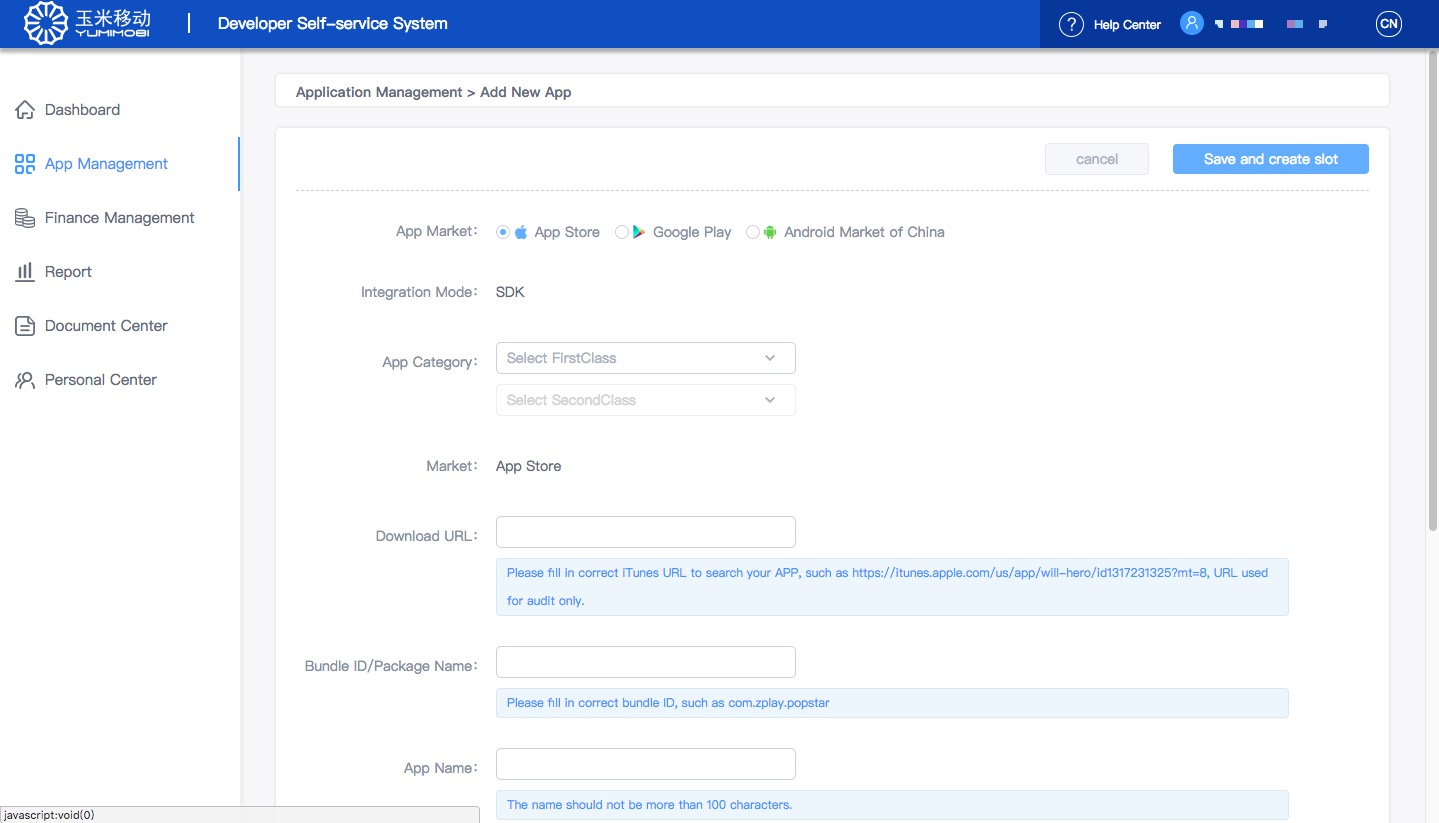 玉米移动
YUMIMOBI
Developer Self-service System
? Help Center
CN
Dashboard
App Management
Finance Management
Report
Document Center
Personal Center
Application Management > Add New App
cancel
Save and create slot
App Market: App Store Google Play Android Market of China
Integration Mode: SDK
App Category: Select FirstClass
Select SecondClass
Market: App Store
Download URL:
Please fill in correct iTunes URL to search your APP, such as https://itunes.apple.com/us/app/will-hero/id1317231325?mt=8, URL used
for audit only.
Bundle ID/Package Name:
Please fill in correct bundle ID, such as com.zplay.popstar
App Name:
The name should not be more than 100 characters.
javascript:void(0)